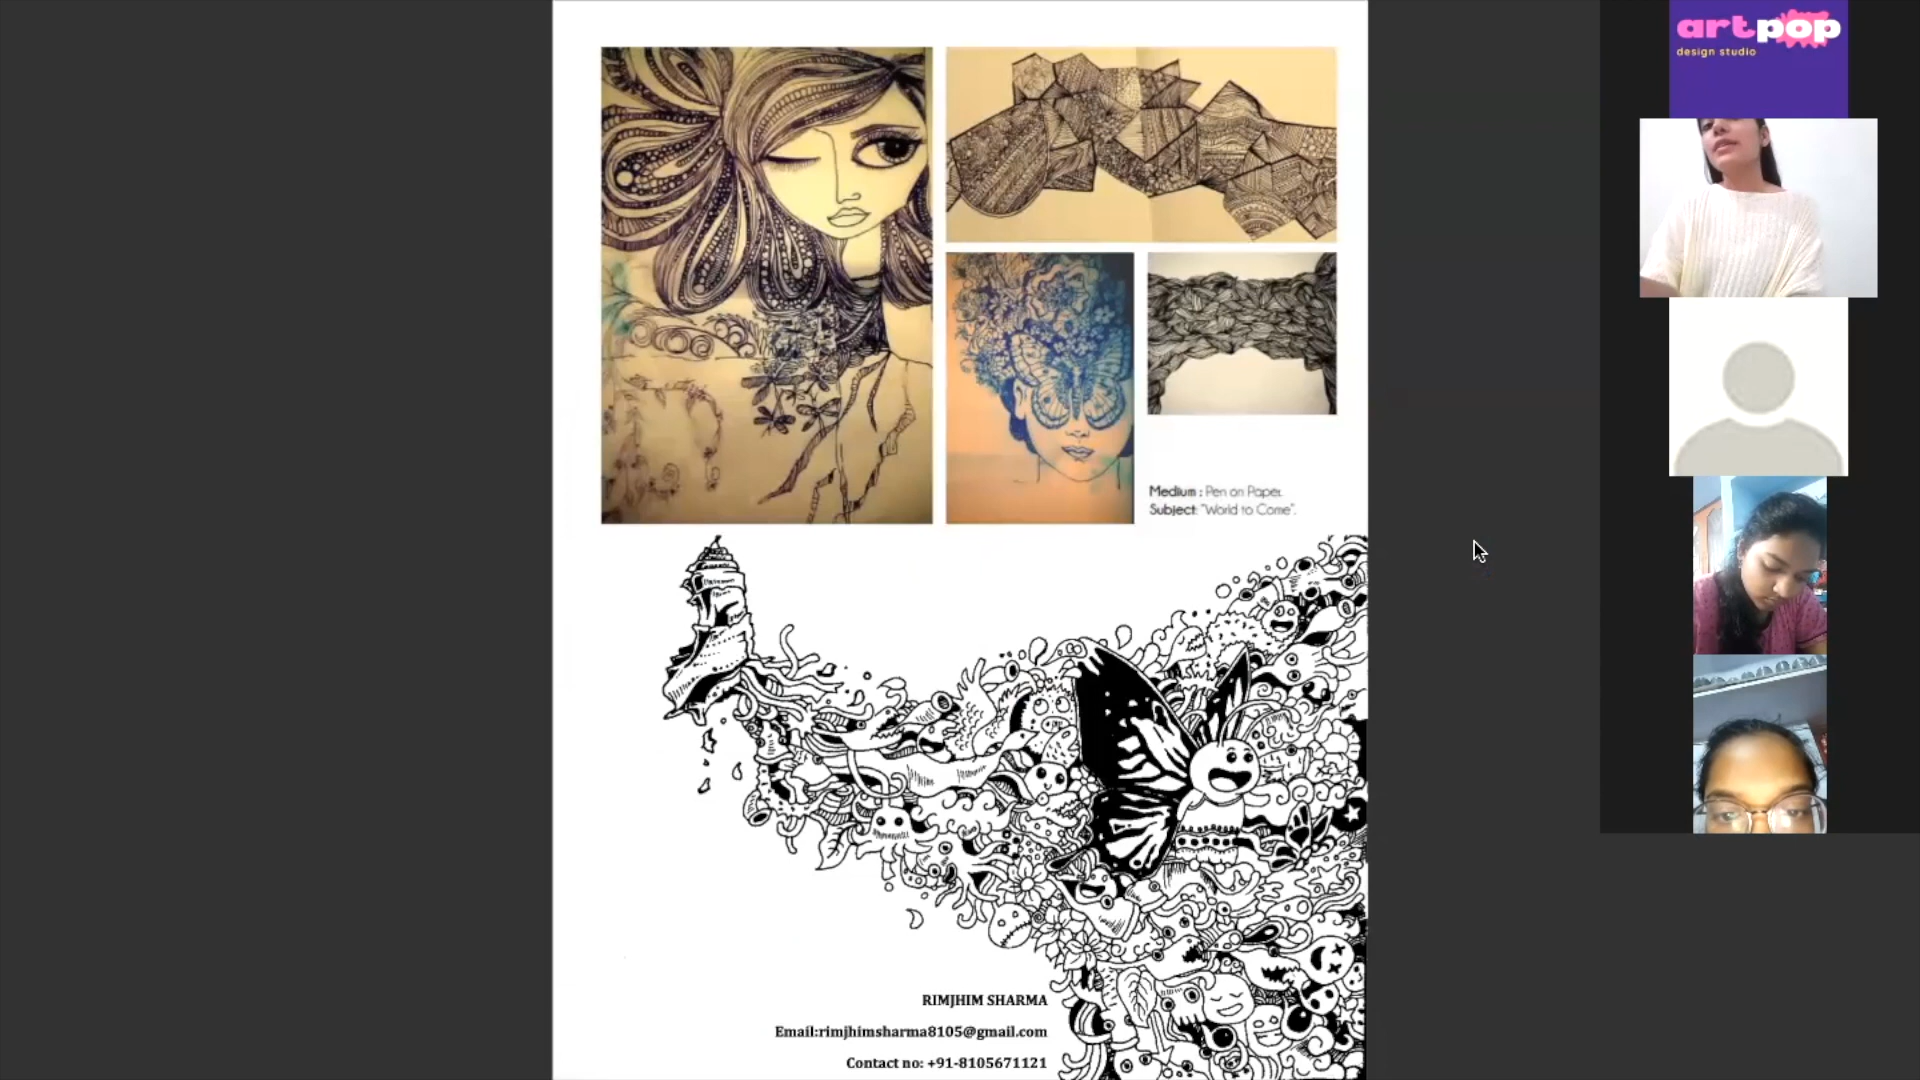 artpop
design studio
Medium : Pen on Paper.
Subject: "World to Come".
RIMJHIM SHARMA
Email:rimjhimsharma8105@gmail.com
Contact no: +91-8105671121